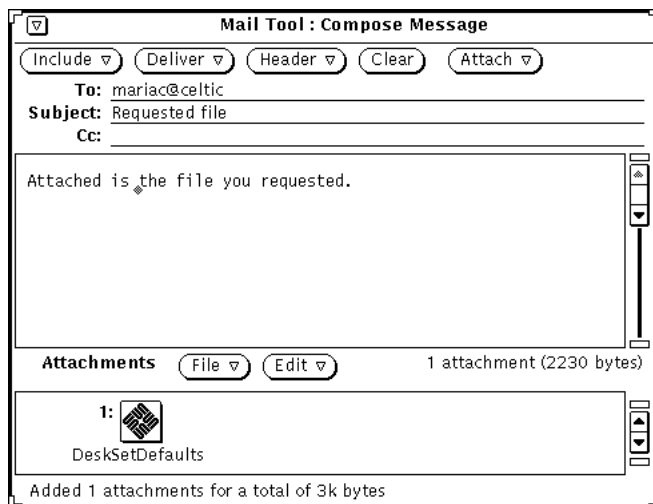 Mail Tool : Compose Message
Include Deliver Header Clear Attach
To: mariac@celtic
Subject: Requested file
Cc:
Attached is the file you requested.
Attachments File Edit 1 attachment (2230 bytes)
1:
DeskSetDefaults
Added 1 attachments for a total of 3k bytes